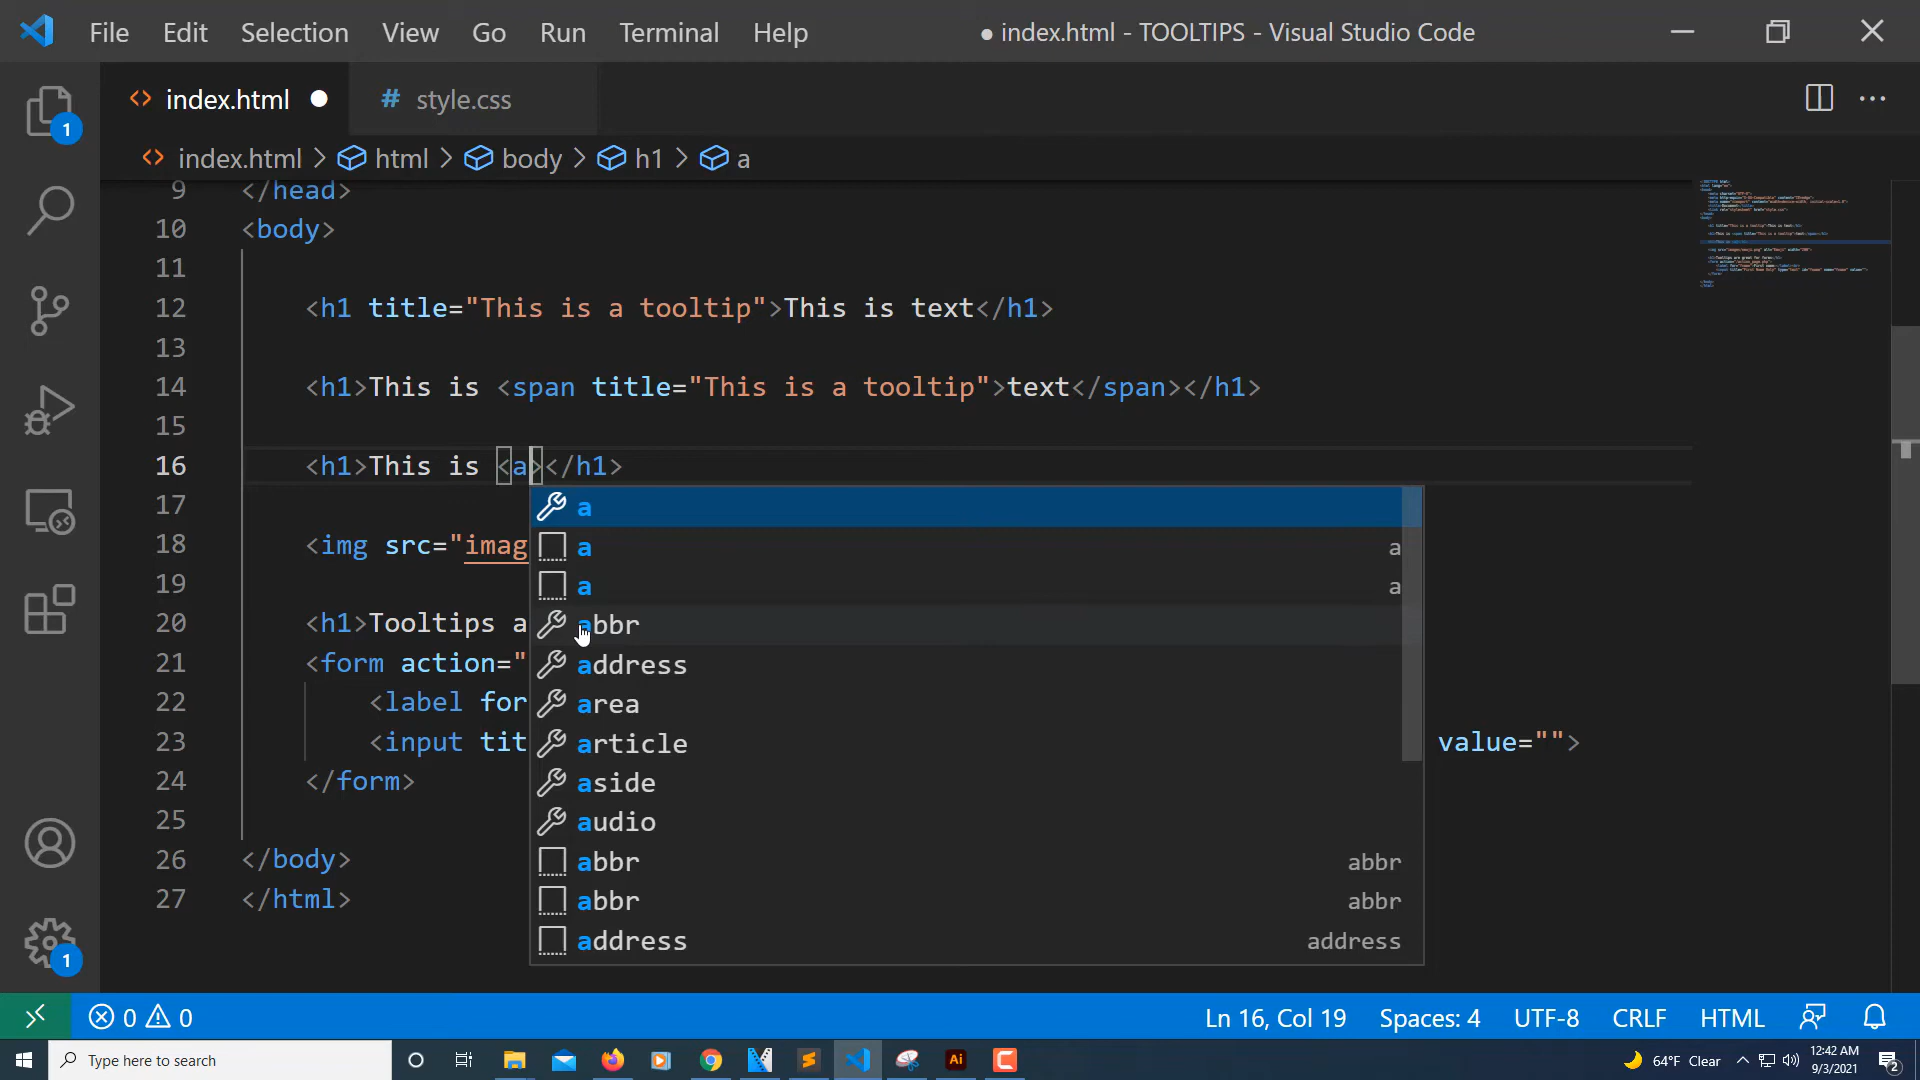 File Edit Selection View Go Run Terminal Help ● index.html - TOOLTIPS - Visual Studio Code
index.html ● # style.css
index.html > html > body > h1 > a
1
9 </head>
10 <body>
11
12 <h1 title="This is a tooltip">This is text</h1>
13
14 <h1>This is <span title="This is a tooltip">text</span></h1>
15
16 <h1>This is <a></h1>
17
a
18 <img src="imag
a a
19
a a
20 <h1>Tooltips a
abbr
21 <form action="
address
22 <label for
area
23 <input tit
article
value="">
24 </form>
aside
25
audio
26 </body>
abbr abbr
27 </html>
abbr abbr
address address
1
0 0
Ln 16, Col 19 Spaces: 4 UTF-8 CRLF HTML
Type here to search
Ai
64°F Clear
12:42 AM
9/3/2021
2